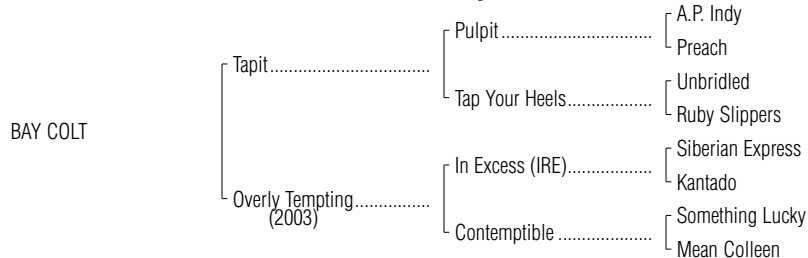 Pulpit
A.P. Indy
Preach
Tapit
Tap Your Heels
Unbridled
Ruby Slippers
BAY COLT
In Excess (IRE)
Siberian Express
Kantado
Overly Tempting
(2003)
Contemptible
Something Lucky
Mean Colleen